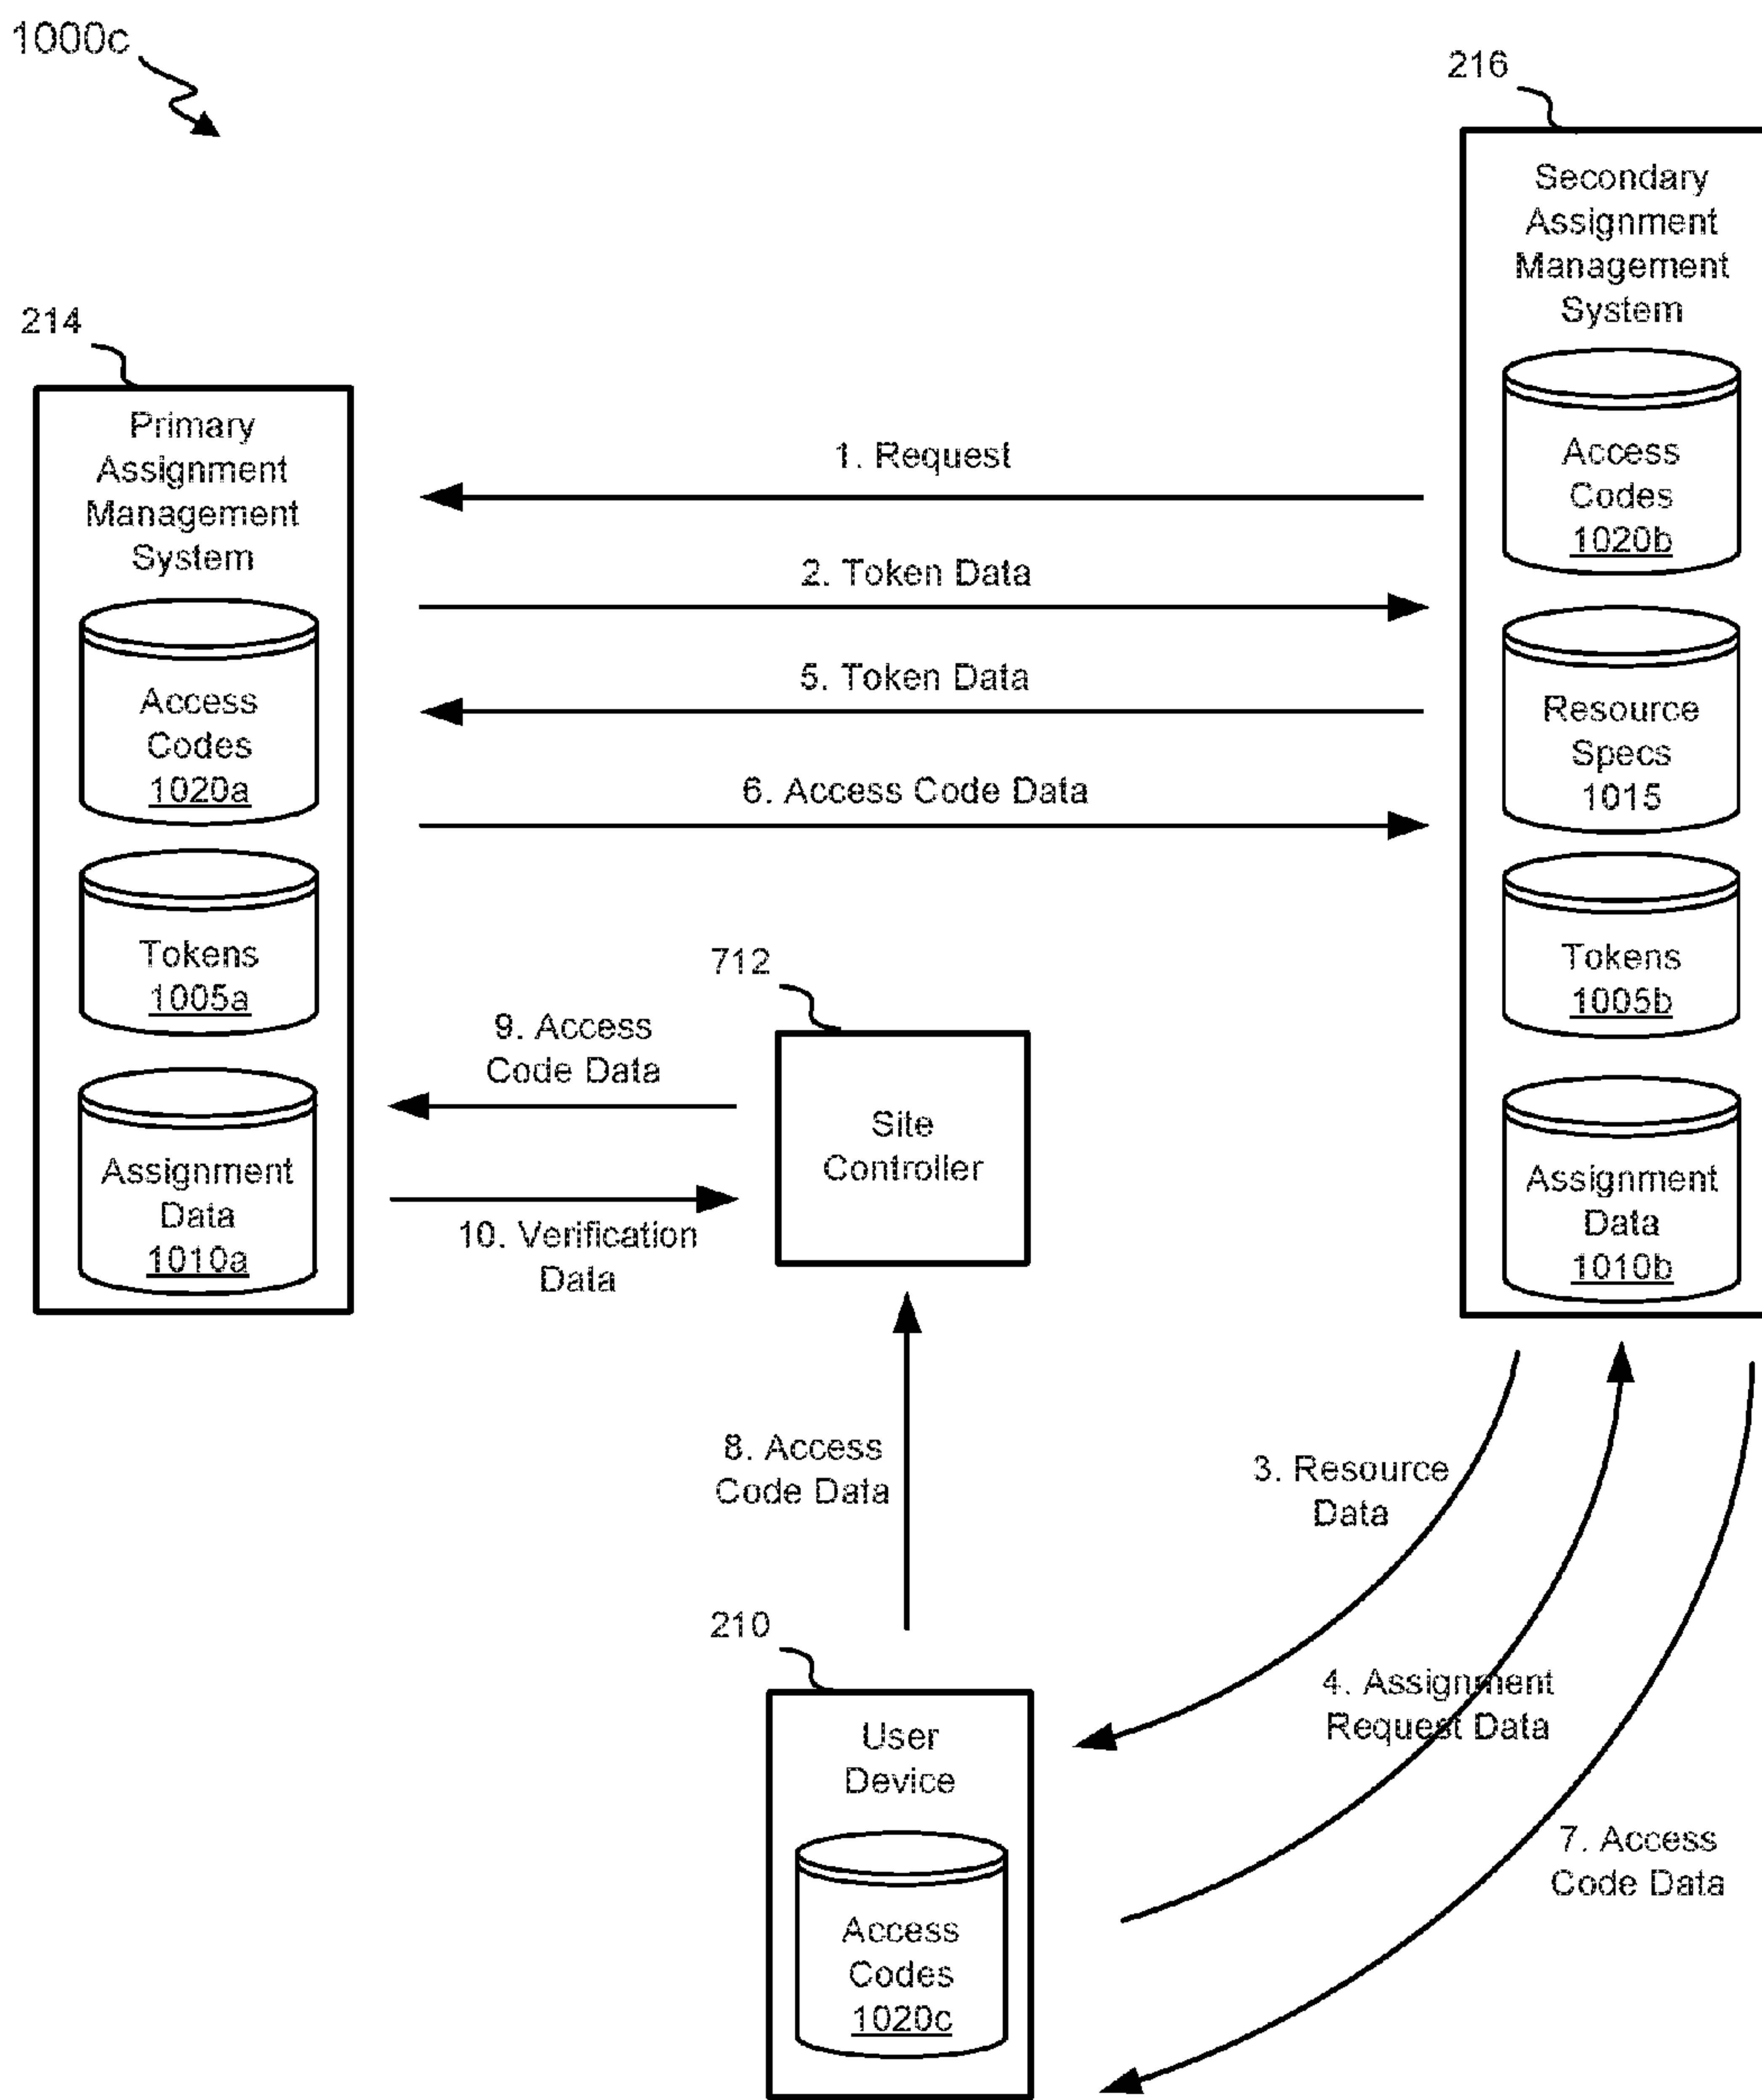 1000c
216
Secondary
Assignment
Management
System
Access
Codes
1020b
Resource
Specs
1015
Tokens
1005b
Assignment
Data
1010b
214
Primary
Assignment
Management
System
Access
Codes
1020a
Tokens
1005a
Assignment
Data
1010a
1. Request
2. Token Data
5. Token Data
6. Access Code Data
712
Site
Controller
9. Access
Code Data
10. Verification
Data
8. Access
Code Data
3. Resource
Data
4. Assignment
Request Data
7. Access
Code Data
210
User
Device
Access
Codes
1020c